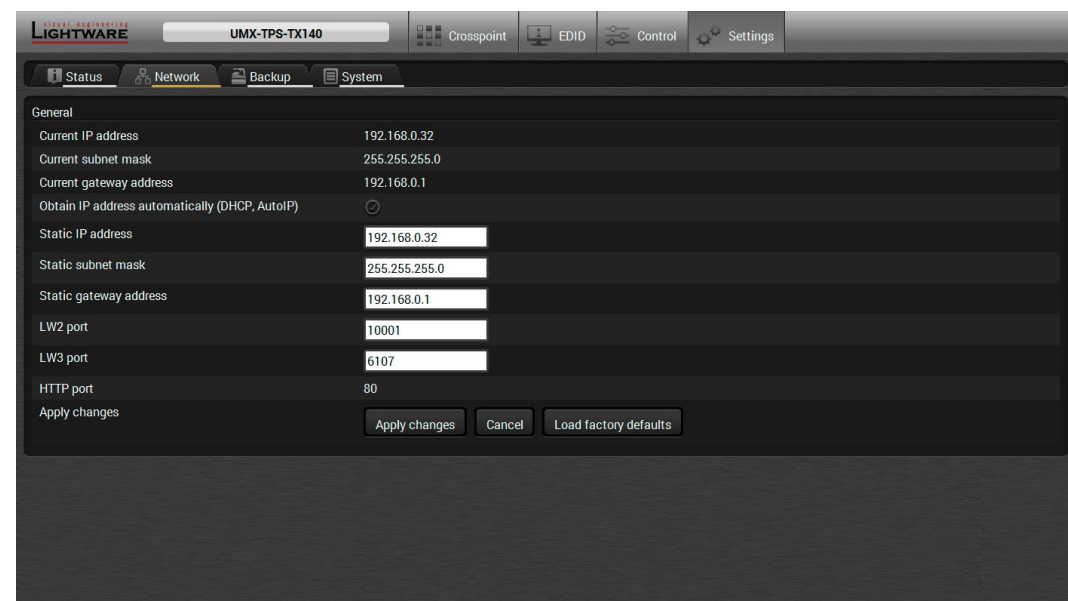 visual engineering
LIGHTWARE
UMX-TPS-TX140
Crosspoint
EDID
Control
Settings
Status
Network
Backup
System
General
Current IP address 192.168.0.32
Current subnet mask 255.255.255.0
Current gateway address 192.168.0.1
Obtain IP address automatically (DHCP, AutoIP)
Static IP address 192.168.0.32
Static subnet mask 255.255.255.0
Static gateway address 192.168.0.1
LW2 port 10001
LW3 port 6107
HTTP port 80
Apply changes Apply changes Cancel Load factory defaults